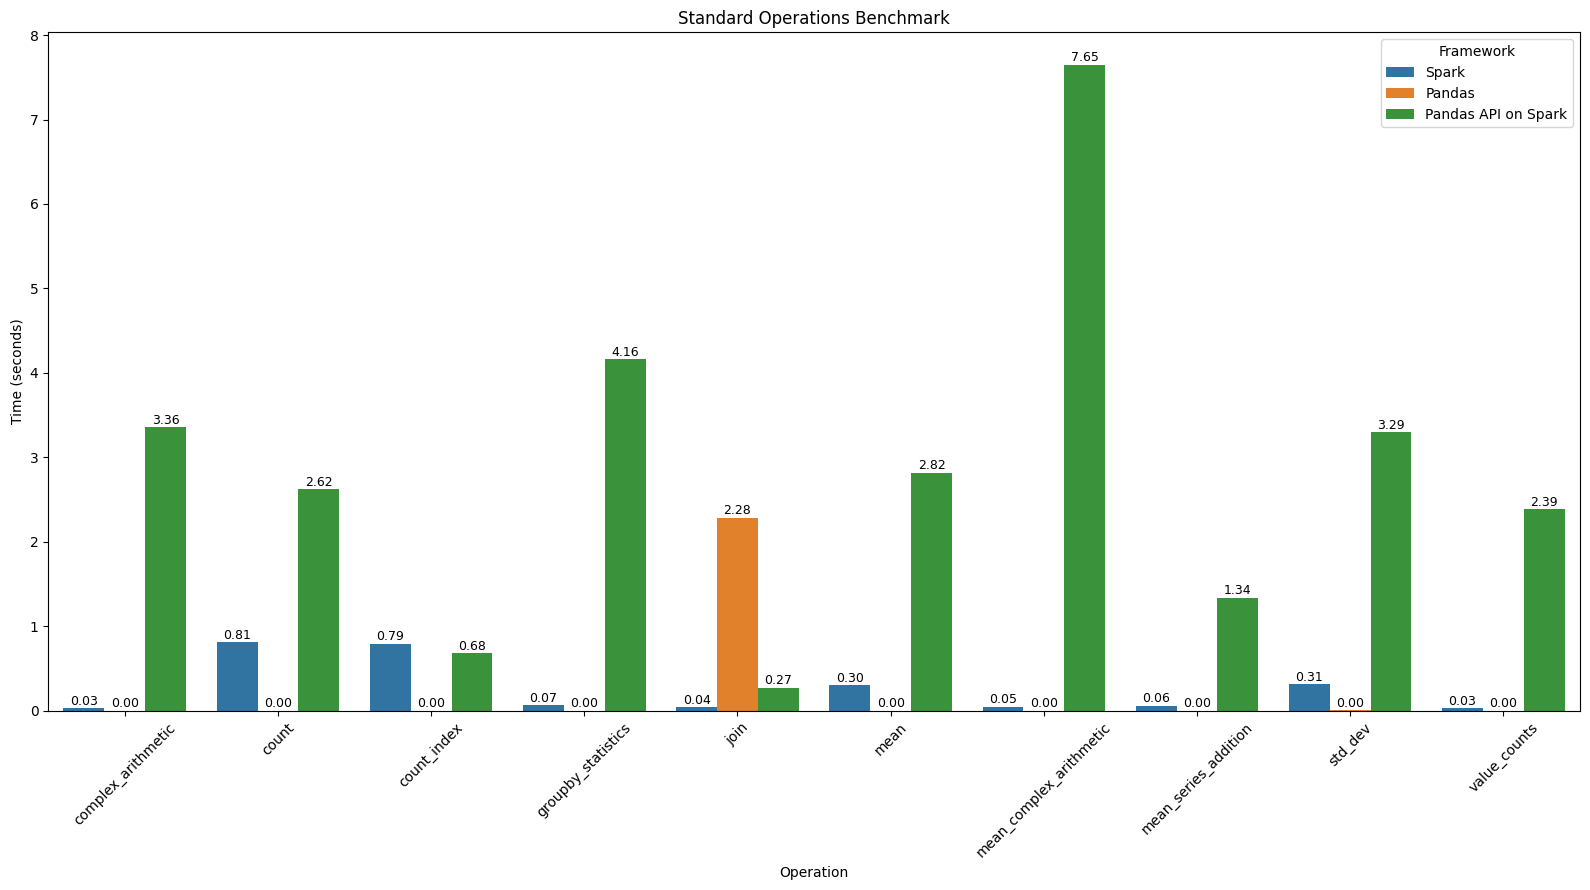 Standard Operations Benchmark
Framework
Spark
Pandas
Pandas API on Spark
Time (seconds)
8
7
6
5
4
3
2
1
0
0.03 0.00 3.36
0.81 0.00 2.62
0.79 0.00 0.68
0.07 0.00 4.16
0.04 2.28 0.27
0.30 0.00 2.82
0.05 0.00 7.65
0.06 0.00 1.34
0.31 0.00 3.29
0.03 0.00 2.39
complex_arithmetic
count
count_index
groupby_statistics
join
mean
mean_complex_arithmetic
mean_series_addition
std_dev
value_counts
Operation